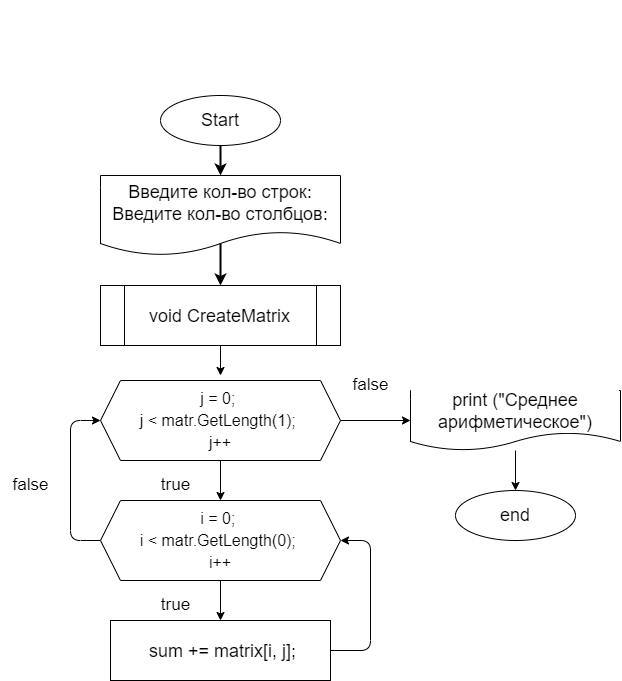 Start
Введите кол-во строк:
Введите кол-во столбцов:
void CreateMatrix
j = 0;
j < matr.GetLength(1);
j++
false
print ("Среднее
арифметическое")
end
true
false
i = 0;
i < matr.GetLength(0);
i++
true
sum += matrix[i, j];